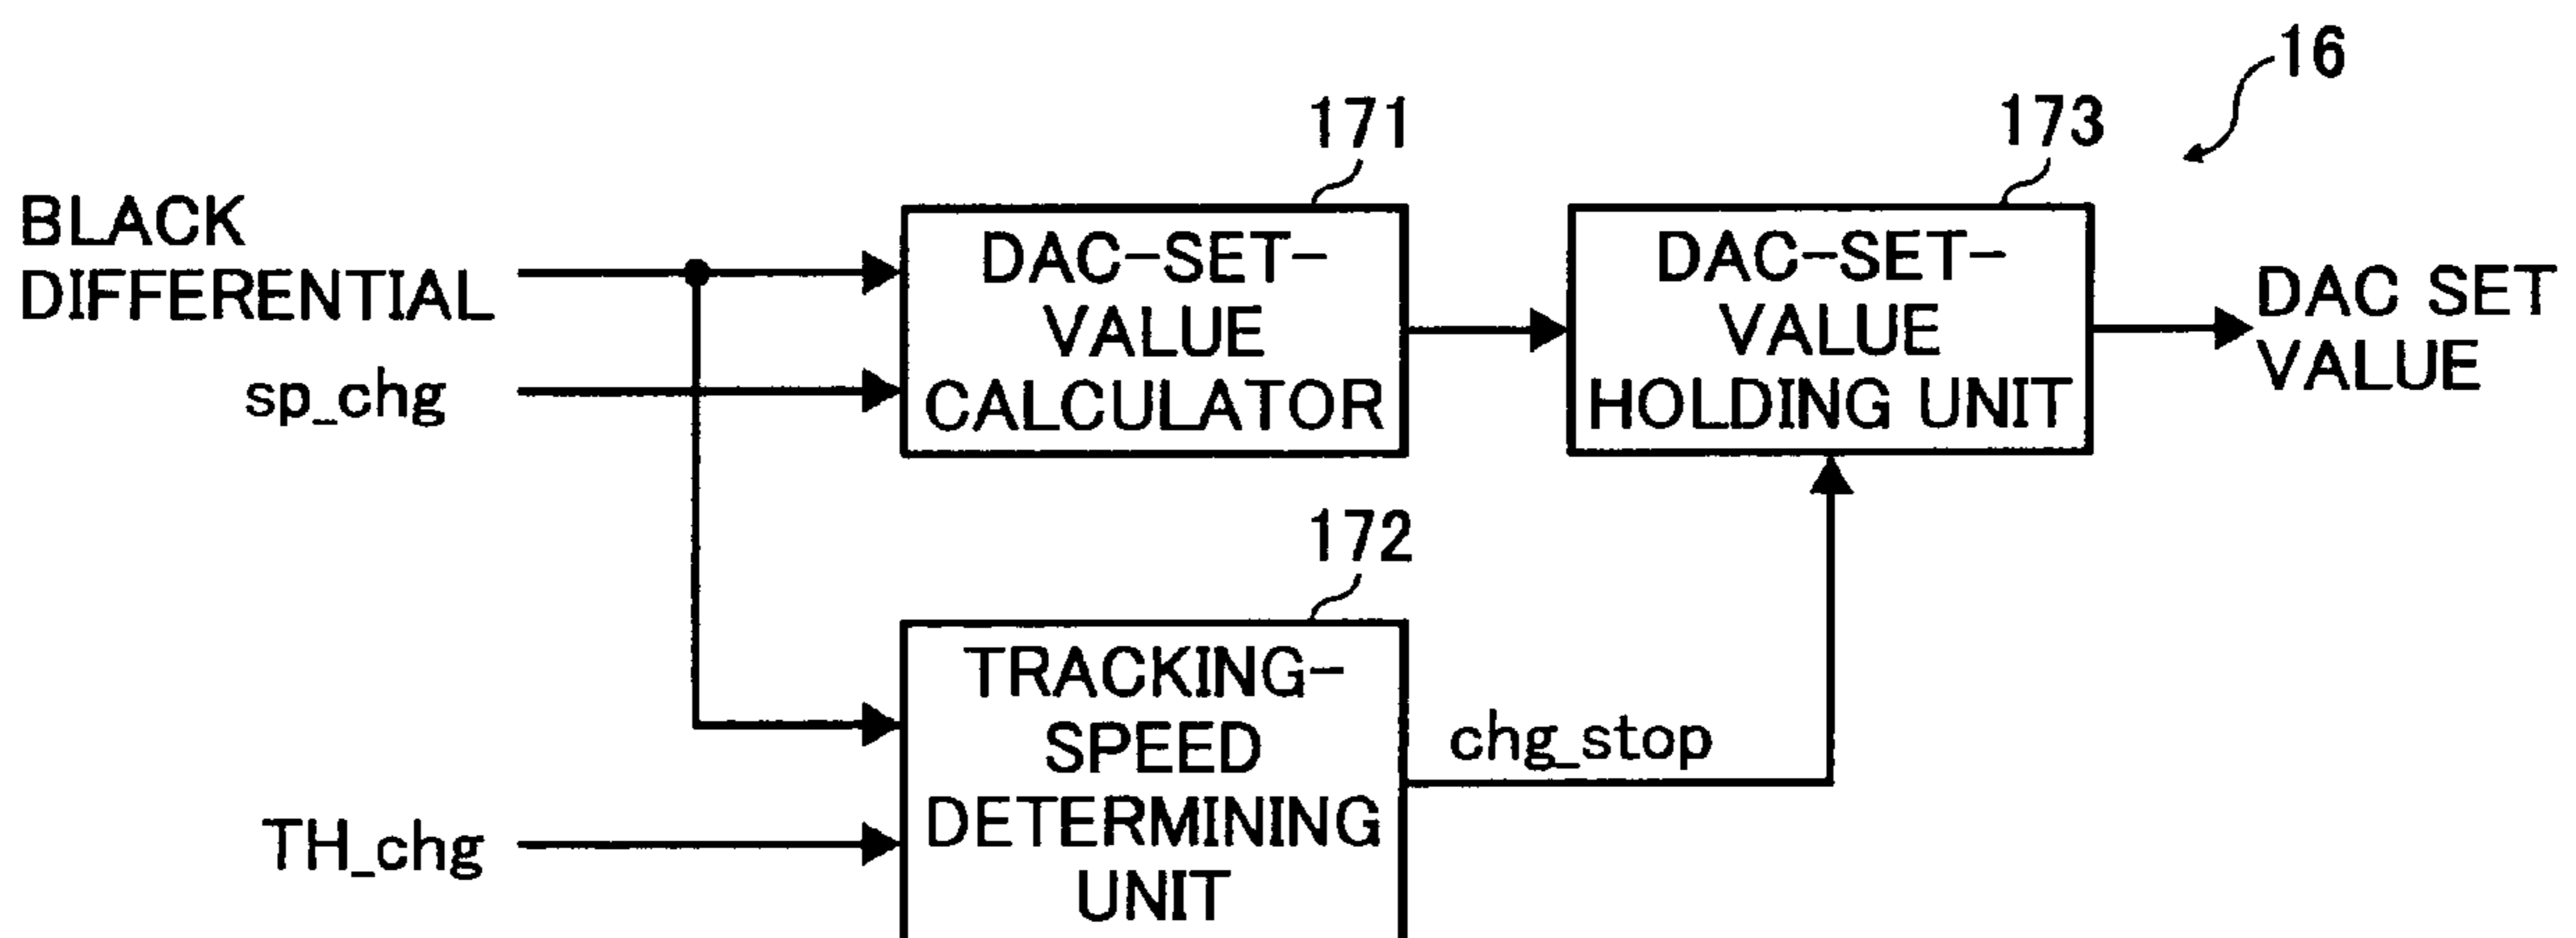 16
171
173
BLACK
DIFFERENTIAL
sp_chg
DAC-SET-
VALUE
CALCULATOR
DAC-SET-
VALUE
HOLDING UNIT
DAC SET
VALUE
172
TH_chg
TRACKING-
SPEED
DETERMINING
UNIT
chg_stop